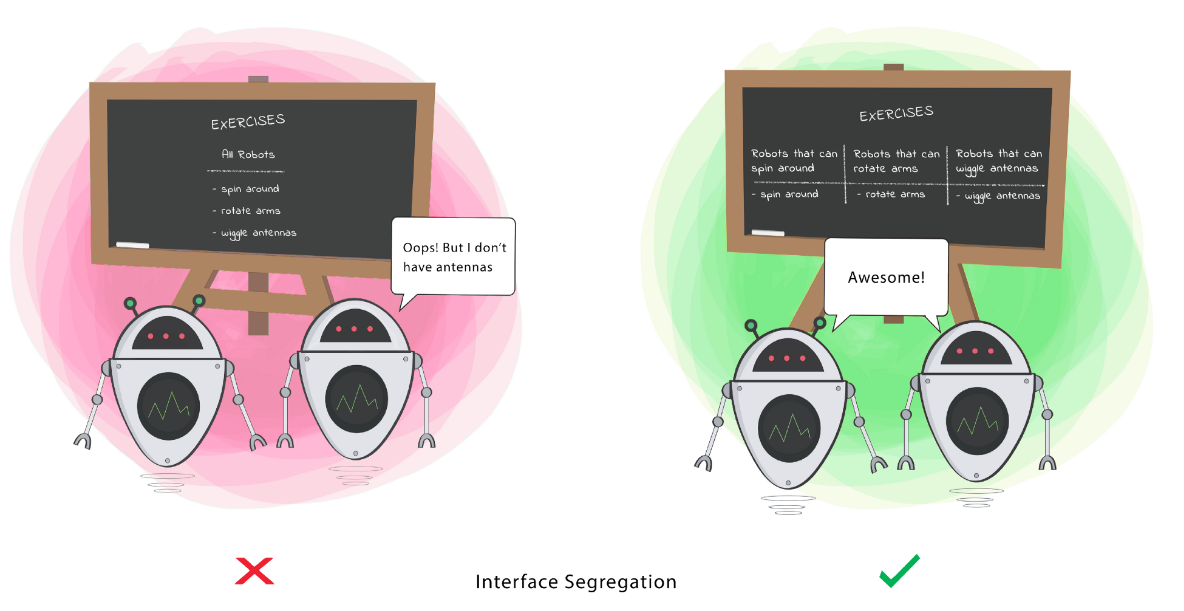 EXERCISES
All Robots
- spin around
- rotate arms
- wiggle antennas
Oops! But I don't
have antennas
EXERCISES
Robots that can
spin around
- spin around
Robots that can
rotate arms
- rotate arms
Robots that can
wiggle antennas
- wiggle antennas
Awesome!
Interface Segregation